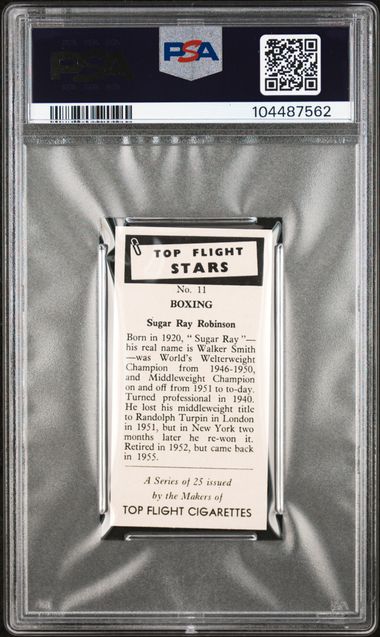 PSA
PSA
104487562
TOP FLIGHT
STARS
No. 11
BOXING
Sugar Ray Robinson
Born in 1920, “ Sugar Ray ”—
his real name is Walker Smith
—was World's Welterweight
Champion from 1946-1950,
and Middleweight Champion
on and off from 1951 to to-day.
Turned professional in 1940.
He lost his middleweight title
to Randolph Turpin in London
in 1951, but in New York two
months later he re-won it.
Retired in 1952, but came back
in 1955.
A Series of 25 issued
by the Makers of
TOP FLIGHT CIGARETTES